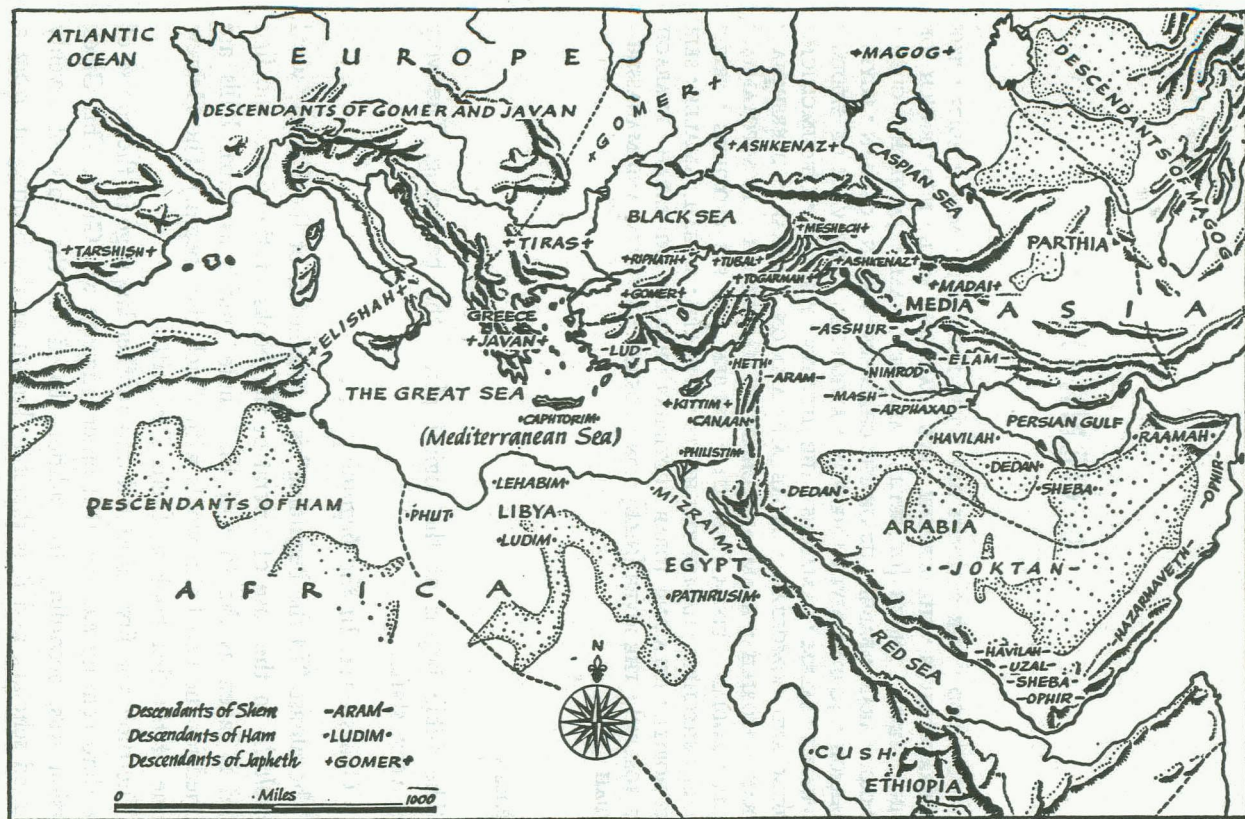 ATLANTIC
OCEAN
EUROPE
DESCENDANTS OF GOMER AND JAVAN
+GOMER+
+MAGOG+
DESCENDANTS OF MAGOG
+ASHKENAZ+
CASPIAN SEA
BLACK SEA
+TARSHISH+
+TIRAS+
+MESHECH+
+RIPHATH+
+TUBAL+
+ASHKENAZ+
+TOGARMAH+
PARTHIA
+MADAI+
MEDIA
ASIA
+ELISHAH+
+GOMER+
GREECE
+JAVAN+
-LUD-
-ASSHUR-
-ELAM-
•HETH•
-ARAM-
NIMROD•
-MASH-
-ARPHAXAD-
THE GREAT SEA
(Mediterranean Sea)
•CAPHTORIM•
+KITTIM+
•CANAAN•
•PHILISTIM•
PERSIAN GULF
•HAVILAH•
•RAAMAH•
•DEDAN•
•DEDAN•
•SHEBA•
-OPHIR-
DESCENDANTS OF HAM
•LEHABIM•
•PHUT•
LIBYA
•LUDIM•
•MIZRAIM•
ARABIA
-JOKTAN-
AFRICA
EGYPT
•PATHRUSIM•
-HAZARMAVETH-
RED SEA
-HAVILAH-
-UZAL-
-SHEBA-
-OPHIR-
N
•CUSH•
ETHIOPIA
Descendants of Shem -ARAM-
Descendants of Ham •LUDIM•
Descendants of Japheth +GOMER+
0 Miles 1000